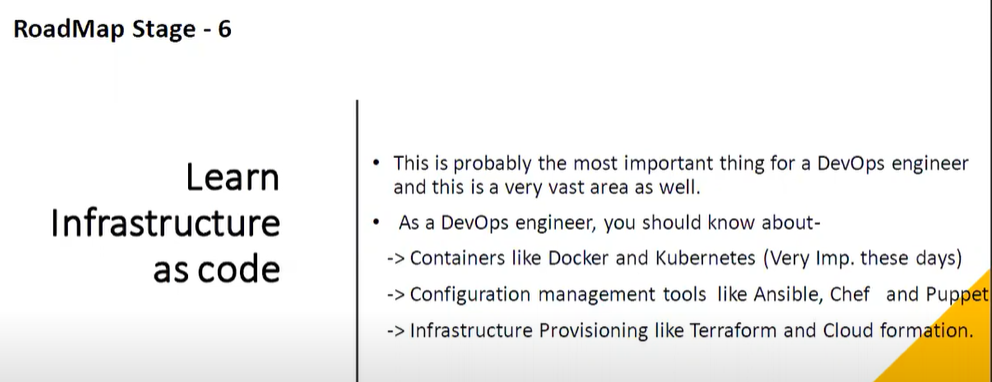 RoadMap Stage - 6
Learn
Infrastructure
as code
• This is probably the most important thing for a DevOps engineer
and this is a very vast area as well.
• As a DevOps engineer, you should know about-
-> Containers like Docker and Kubernetes (Very Imp. these days)
-> Configuration management tools like Ansible, Chef and Puppet
-> Infrastructure Provisioning like Terraform and Cloud formation.